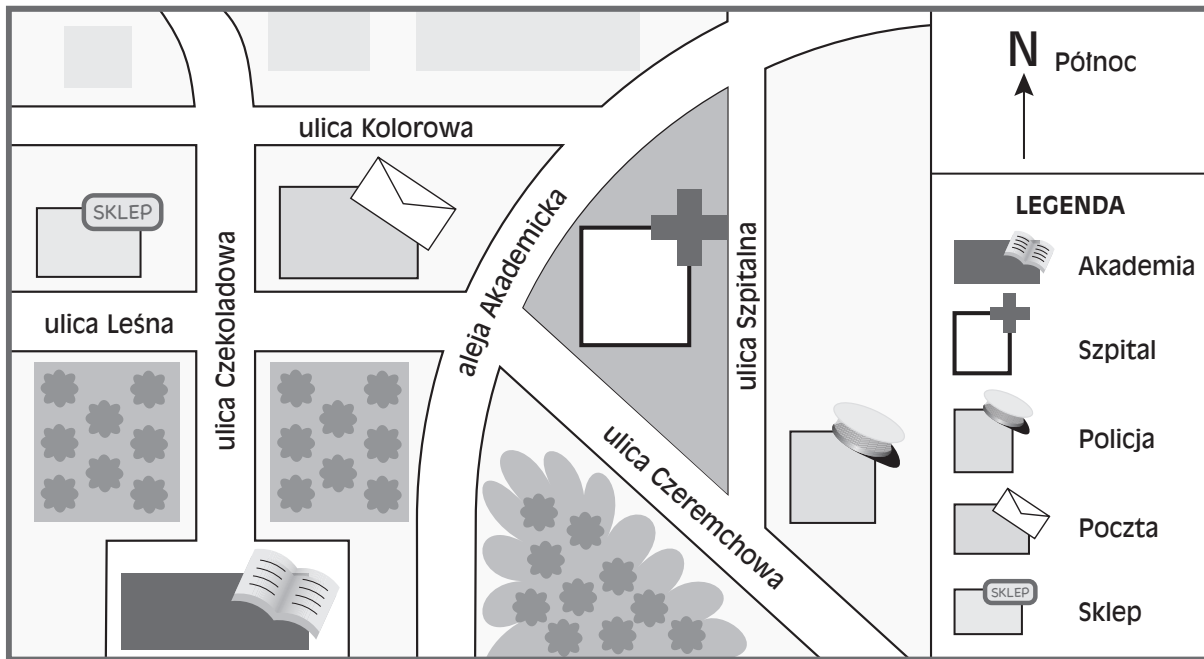 ulica Kolorowa
SKLEP
ulica Leśna
ulica Czekoladowa
aleja Akademicka
ulica Szpitalna
ulica Czeremchowa
N
Północ
LEGENDA
Akademia
Szpital
Policja
Poczta
SKLEP
Sklep